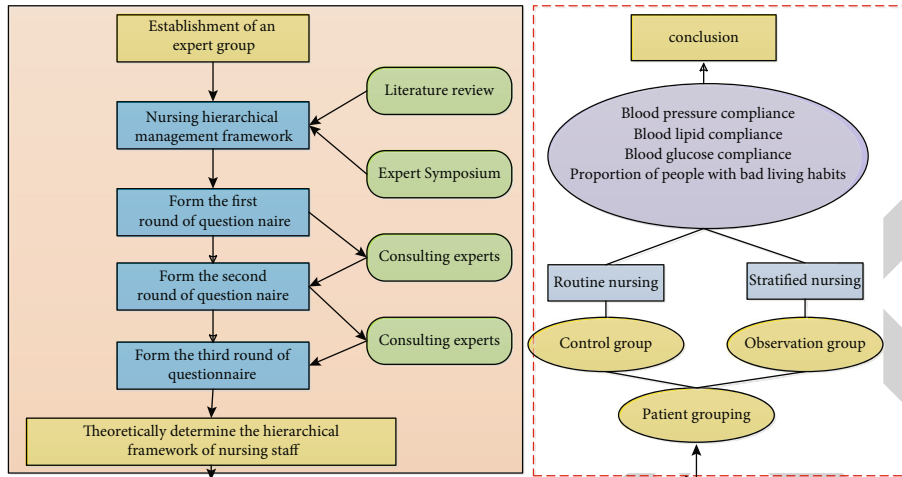 Establishment of an
expert group
Literature review
Nursing hierarchical
management framework
Expert Symposium
Form the first
round of question naire
Consulting experts
Form the second
round of question naire
Consulting experts
Form the third round of
questionnaire
Theoretically determine the hierarchical
framework of nursing staff
conclusion
Blood pressure compliance
Blood lipid compliance
Blood glucose compliance
Proportion of people with bad living habits
Routine nursing
Stratified nursing
Control group
Observation group
Patient grouping